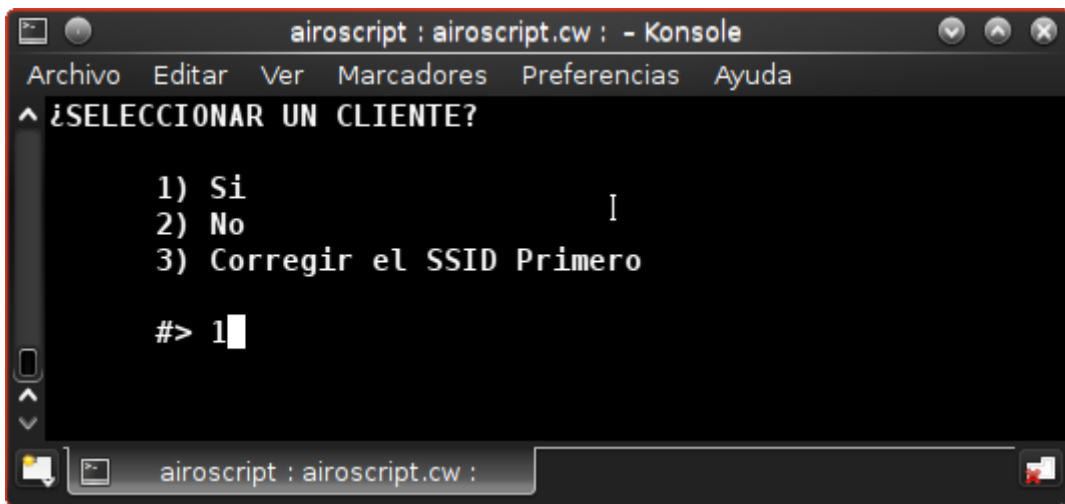 airoscript : airoscript.cw : – Konsole
Archivo Editar Ver Marcadores Preferencias Ayuda
¿SELECCIONAR UN CLIENTE?
1) Si
2) No
3) Corregir el SSID Primero
#> 1
airoscript : airoscript.cw :